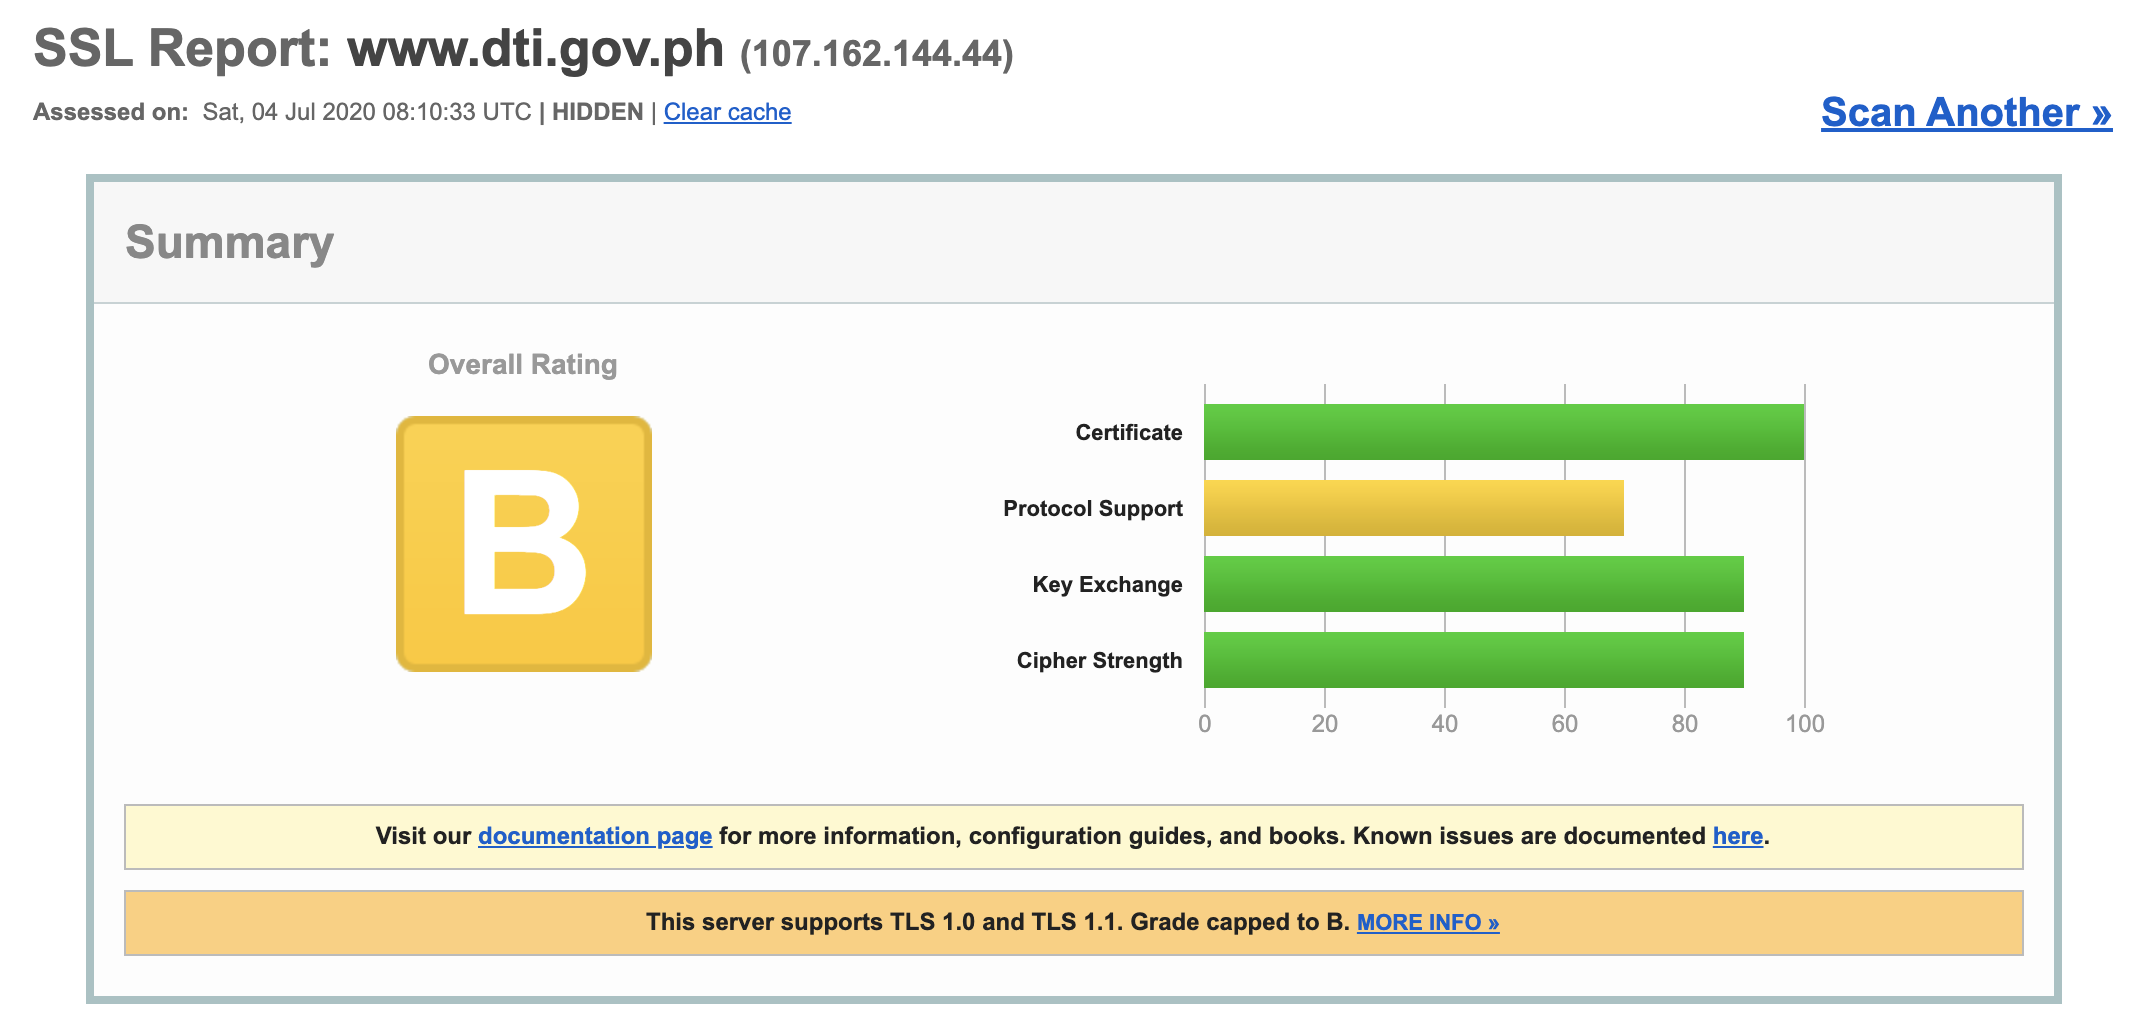 SSL Report: www.dti.gov.ph (107.162.144.44)
Assessed on: Sat, 04 Jul 2020 08:10:33 UTC | HIDDEN | Clear cache
Scan Another »
Summary
Overall Rating
B
Certificate
Protocol Support
Key Exchange
Cipher Strength
0 20 40 60 80 100
Visit our documentation page for more information, configuration guides, and books. Known issues are documented here.
This server supports TLS 1.0 and TLS 1.1. Grade capped to B. MORE INFO »